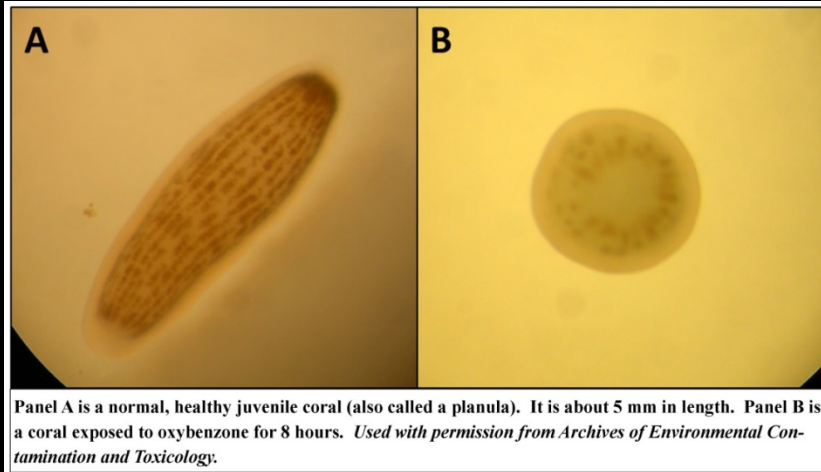 A
B
Panel A is a normal, healthy juvenile coral (also called a planula).  It is about 5 mm in length.  Panel B is
a coral exposed to oxybenzone for 8 hours.  Used with permission from Archives of Environmental Con-
tamination and Toxicology.